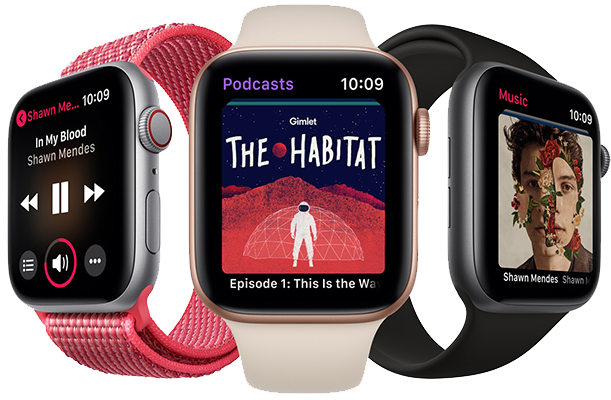 Shawn Me... 10:09
In My Blood
Shawn Mendes
Podcasts 10:09
Gimlet
THE HABITAT
Episode 1: This Is the Wa
Music
10:09
Shawn Mendes Shawn M